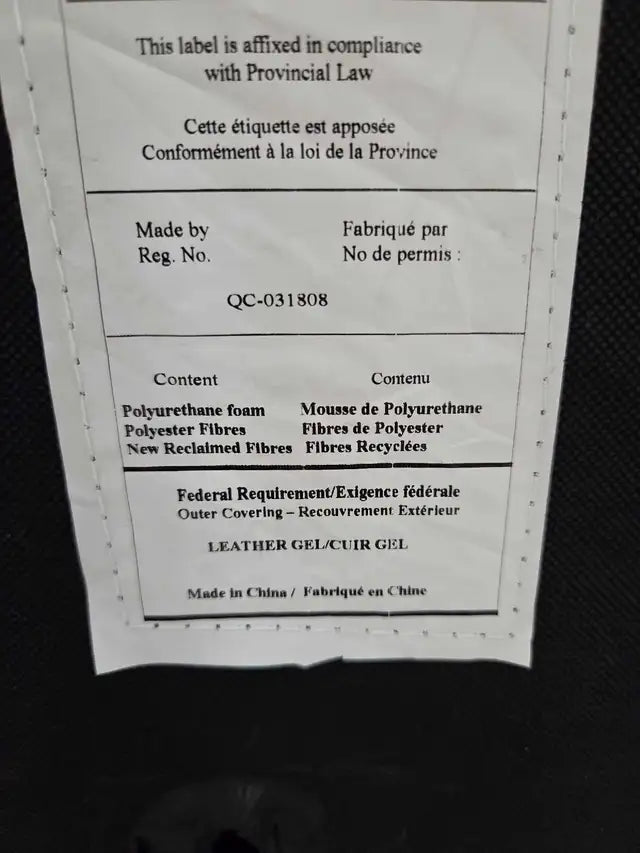 This label is affixed in compliance
with Provincial Law
Cette étiquette est apposée
Conformément à la loi de la Province
Made by Fabriqué par
Reg. No. No de permis :
QC-031808
Content Contenu
Polyurethane foam Mousse de Polyurethane
Polyester Fibres Fibres de Polyester
New Reclaimed Fibres Fibres Recyclées
Federal Requirement/Exigence fédérale
Outer Covering – Recouvrement Extérieur
LEATHER GEL/CUIR GEL
Made in China / Fabriqué en Chine